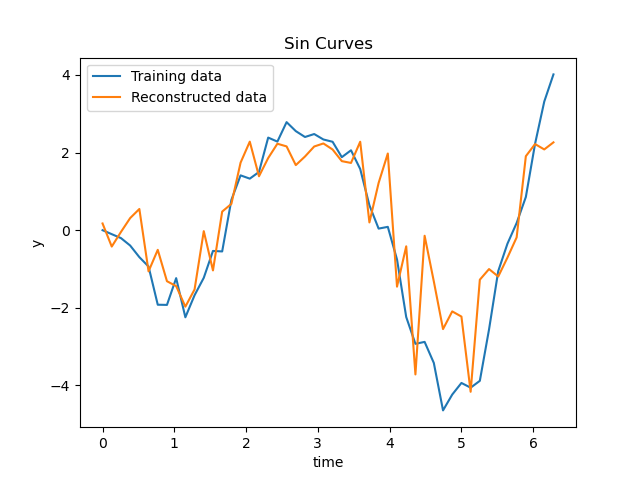 Sin Curves
Training data
Reconstructed data
4
2
0
−2
−4
y
0 1 2 3 4 5 6
time